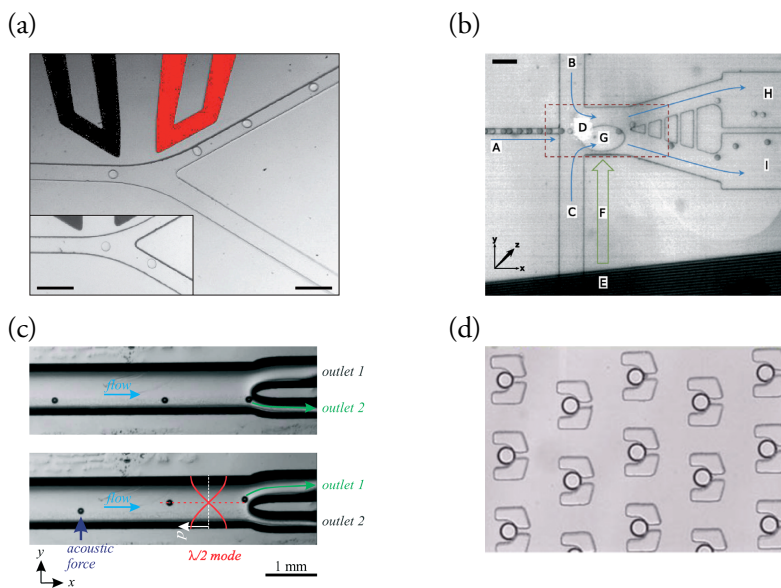 (a)
(b)
B
H
D
G
A
I
C
F
y
z
x
E
(c)
flow
outlet 1
outlet 2
flow
outlet 1
p
outlet 2
acoustic
force
λ/2 mode
y
x
1 mm
(d)